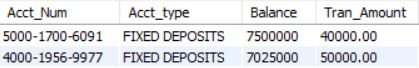 Acct_Num Acct_type Balance Tran_Amount
5000-1700-6091 FIXED DEPOSITS 7500000 40000.00
4000-1956-9977 FIXED DEPOSITS 7025000 50000.00